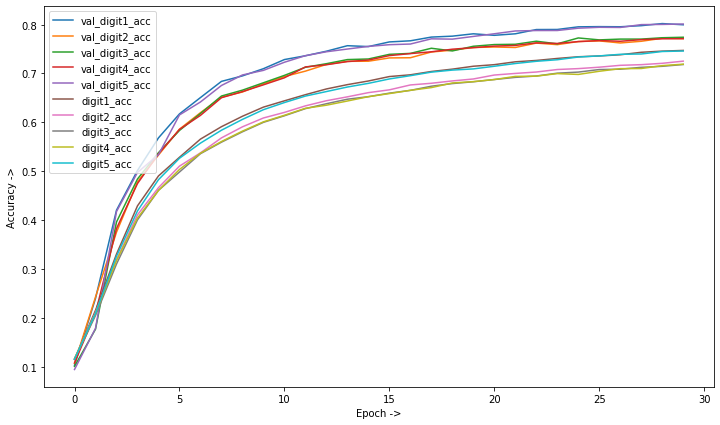 val_digit1_acc
val_digit2_acc
val_digit3_acc
val_digit4_acc
val_digit5_acc
digit1_acc
digit2_acc
digit3_acc
digit4_acc
digit5_acc
0.8
0.7
0.6
0.5
0.4
0.3
0.2
0.1
Accuracy ->
0 5 10 15 20 25 30
Epoch ->